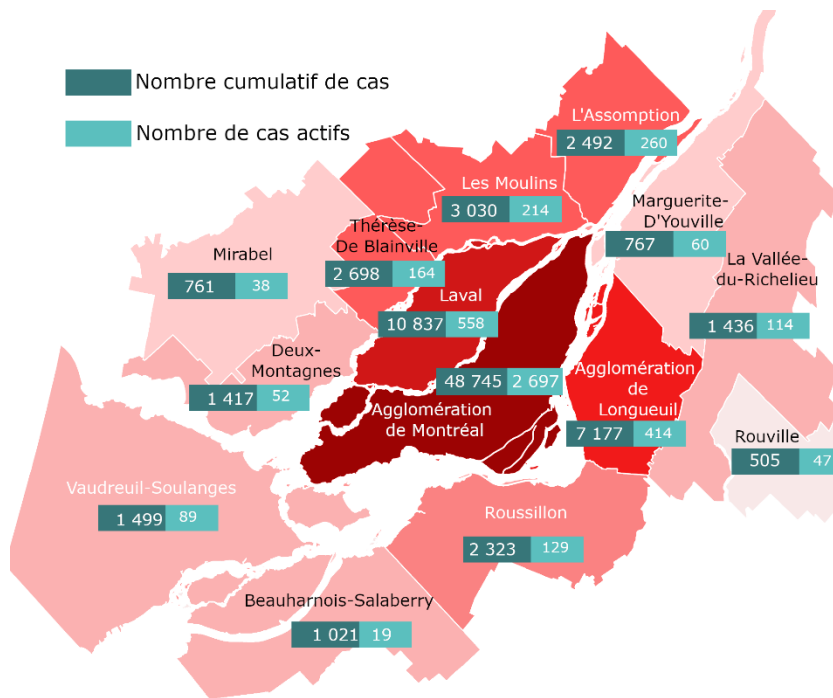 Nombre cumulatif de cas
Nombre de cas actifs
L'Assomption
2 492 260
Les Moulins
3 030 214
Marguerite-
D'Youville
767 60
Thérèse-
De Blainville
2 698 164
La Vallée-
du-Richelieu
1 436 114
Mirabel
761 38
Laval
10 837 558
Deux-
Montagnes
1 417 52
48 745 2 697
Agglomération
de Montréal
Agglomération
de
Longueuil
7 177 414
Rouville
505 47
Vaudreuil-Soulanges
1 499 89
Roussillon
2 323 129
Beauharnois-Salaberry
1 021 19